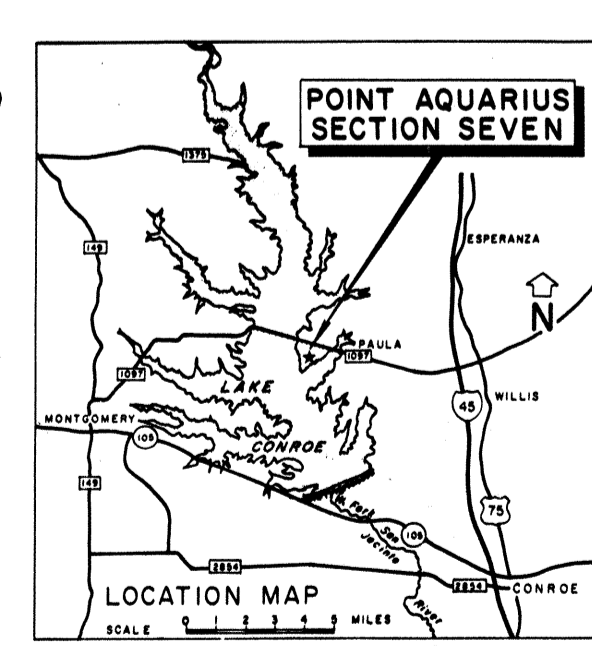 POINT AQUARIUS
SECTION SEVEN
1375
ESPERANZA
149
N
PAULA
1097
1097
LAKE
45
WILLIS
MONTGOMERY
105
CONROE
149
75
W. Fork
San
Jacinto
105
2854
2854
CONROE
LOCATION MAP
River
SCALE
0 1 2 3 4 5 MILES